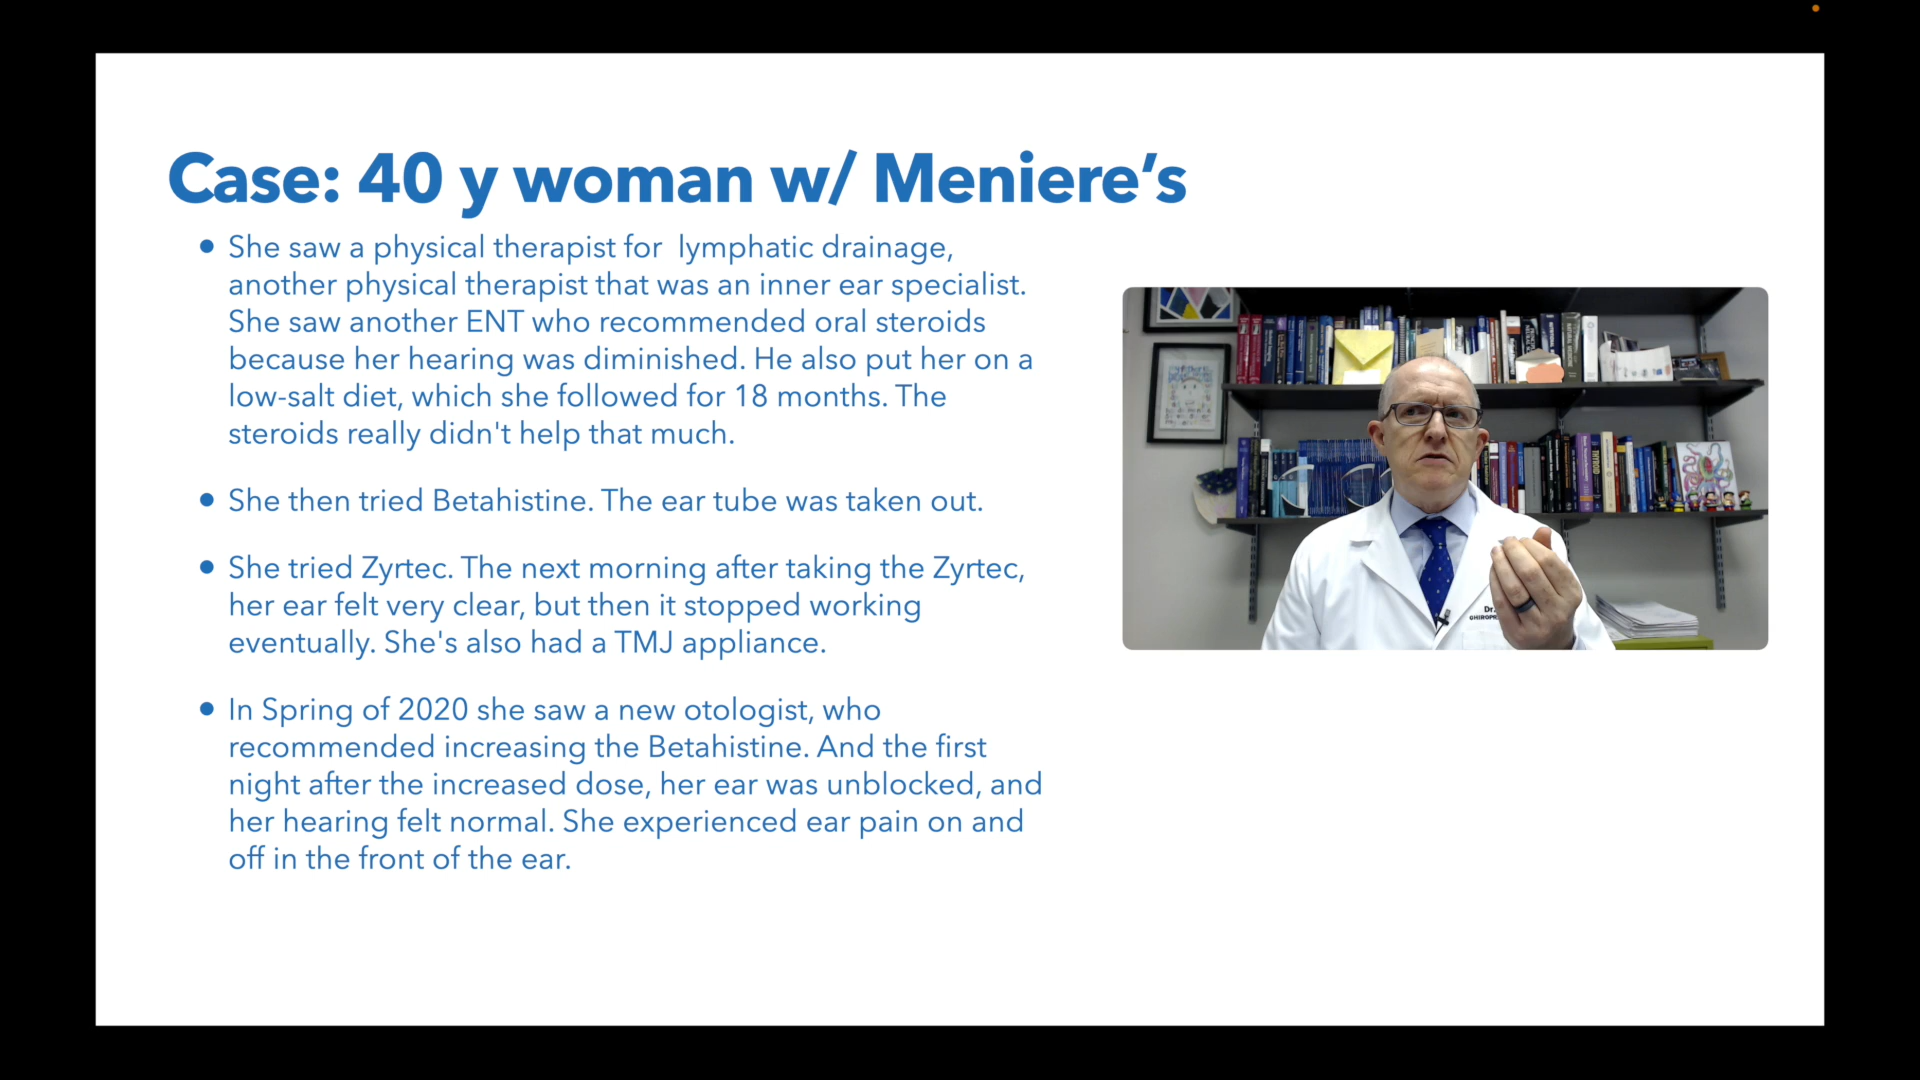 Case: 40 y woman w/ Meniere’s
• She saw a physical therapist for  lymphatic drainage,
another physical therapist that was an inner ear specialist.
She saw another ENT who recommended oral steroids
because her hearing was diminished. He also put her on a
low-salt diet, which she followed for 18 months. The
steroids really didn't help that much.
• She then tried Betahistine. The ear tube was taken out.
• She tried Zyrtec. The next morning after taking the Zyrtec,
her ear felt very clear, but then it stopped working
eventually. She's also had a TMJ appliance.
• In Spring of 2020 she saw a new otologist, who
recommended increasing the Betahistine. And the first
night after the increased dose, her ear was unblocked, and
her hearing felt normal. She experienced ear pain on and
off in the front of the ear.
Dr.